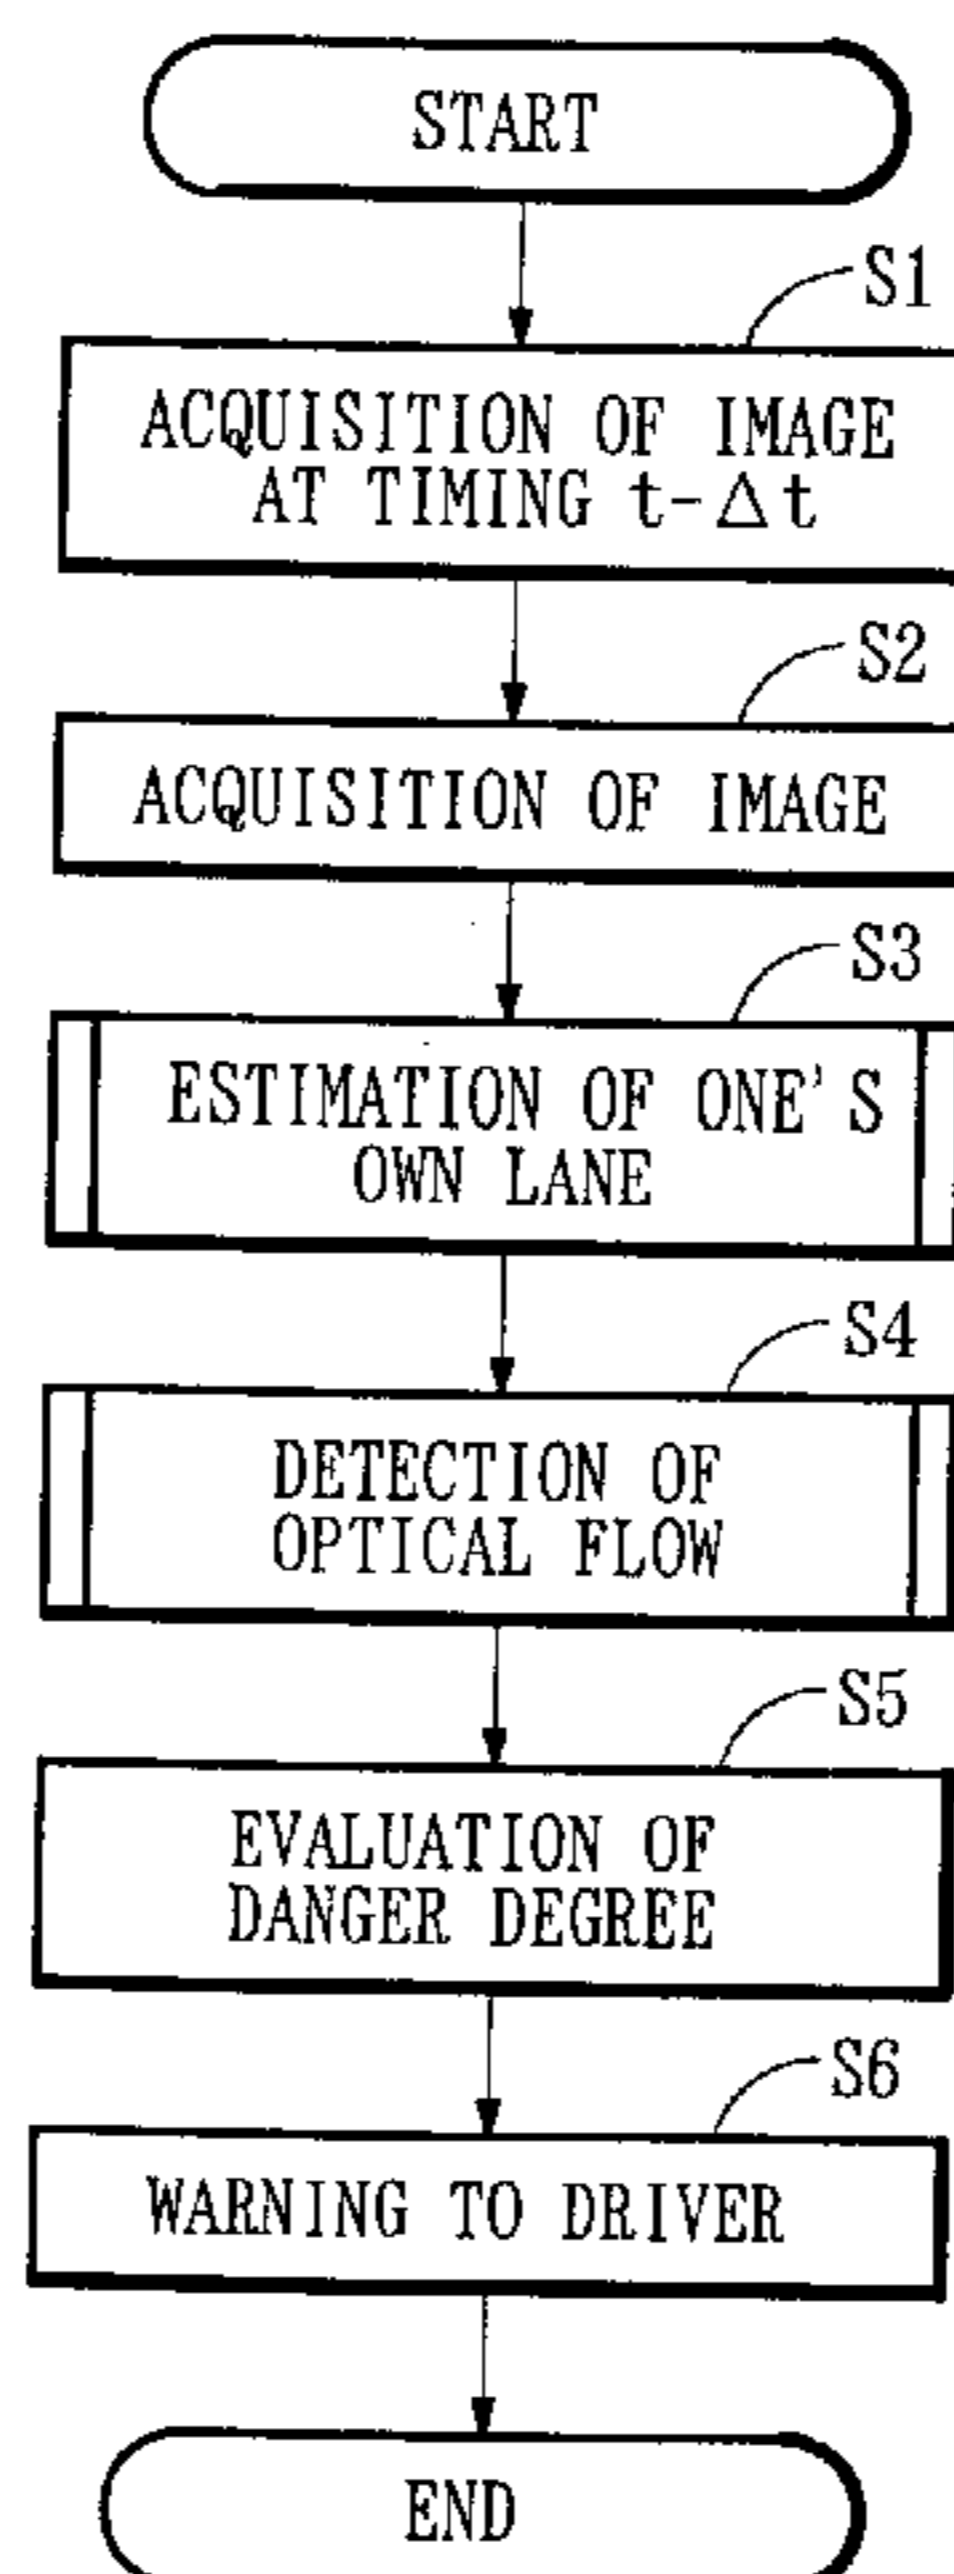 START
S1
ACQUISITION OF IMAGE
AT TIMING t-Δt
S2
ACQUISITION OF IMAGE
S3
ESTIMATION OF ONE'S
OWN LANE
S4
DETECTION OF
OPTICAL FLOW
S5
EVALUATION OF
DANGER DEGREE
S6
WARNING TO DRIVER
END